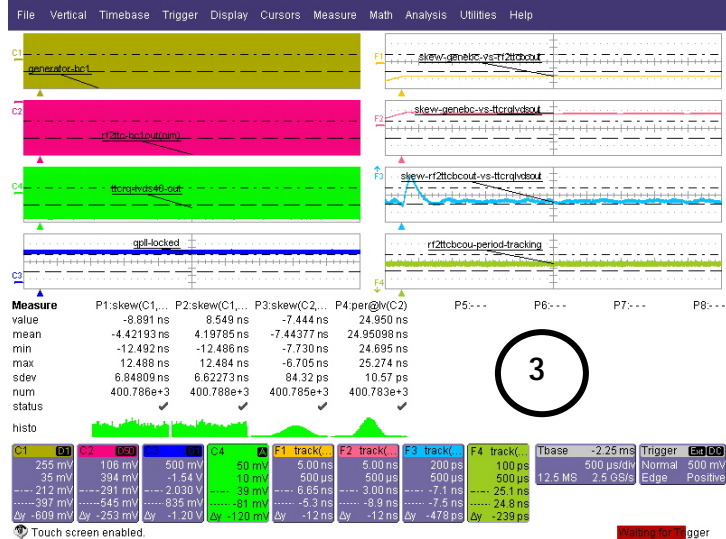 File Vertical Timebase Trigger Display Cursors Measure Math Analysis Utilities Help
C1
generator-bc1
F1
skew-genebc-vs-rf2ttcbcout
C2
rf2ttc-bc1out(nim)
F2
skew-genebc-vs-ttcrqlvdsout
C4
ttcrq-lvds40-out
F3
skew-rf2ttcbcout-vs-ttcrqlvdsout
qpll-locked
C3
rf2ttcbcou-period-tracking
F4
Measure P1:skew(C1,... P2:skew(C1,... P3:skew(C2,... P4:per@lv(C2) P5:- - - P6:- - - P7:- - - P8:- - -
value -8.891 ns 8.549 ns -7.444 ns 24.950 ns
mean -4.42193 ns 4.19785 ns -7.44377 ns 24.95098 ns
min -12.492 ns -12.486 ns -7.730 ns 24.695 ns
max 12.488 ns 12.484 ns -6.705 ns 25.274 ns
sdev 6.84809 ns 6.62273 ns 84.32 ps 10.57 ps
num 400.786e+3 400.788e+3 400.785e+3 400.783e+3
status
histo
3
C1 D1 C2 D50 C3 D1 C4 A F1 track(... F2 track(... F3 track(... F4 track(... Tbase -2.25 ms Trigger Ext DC
255 mV 106 mV 500 mV 50 mV 5.00 ns 5.00 ns 200 ps 100 ps 500 µs/div Normal 500 mV
35 mV 394 mV -1.54 V 10 mV 500 µs 500 µs 500 µs 500 µs 12.5 MS 2.5 GS/s Edge Positive
-212 mV -291 mV -2.030 V 39 mV 6.65 ns 3.00 ns -7.1 ns 25.1 ns
-397 mV -545 mV -835 mV -81 mV -5.3 ns -8.9 ns -7.5 ns 24.8 ns
Δy -609 mV Δy -253 mV Δy -1.20 V Δy -120 mV Δy -12 ns Δy -12 ns Δy -478 ps Δy -239 ps
Touch screen enabled.
Waiting for Trigger